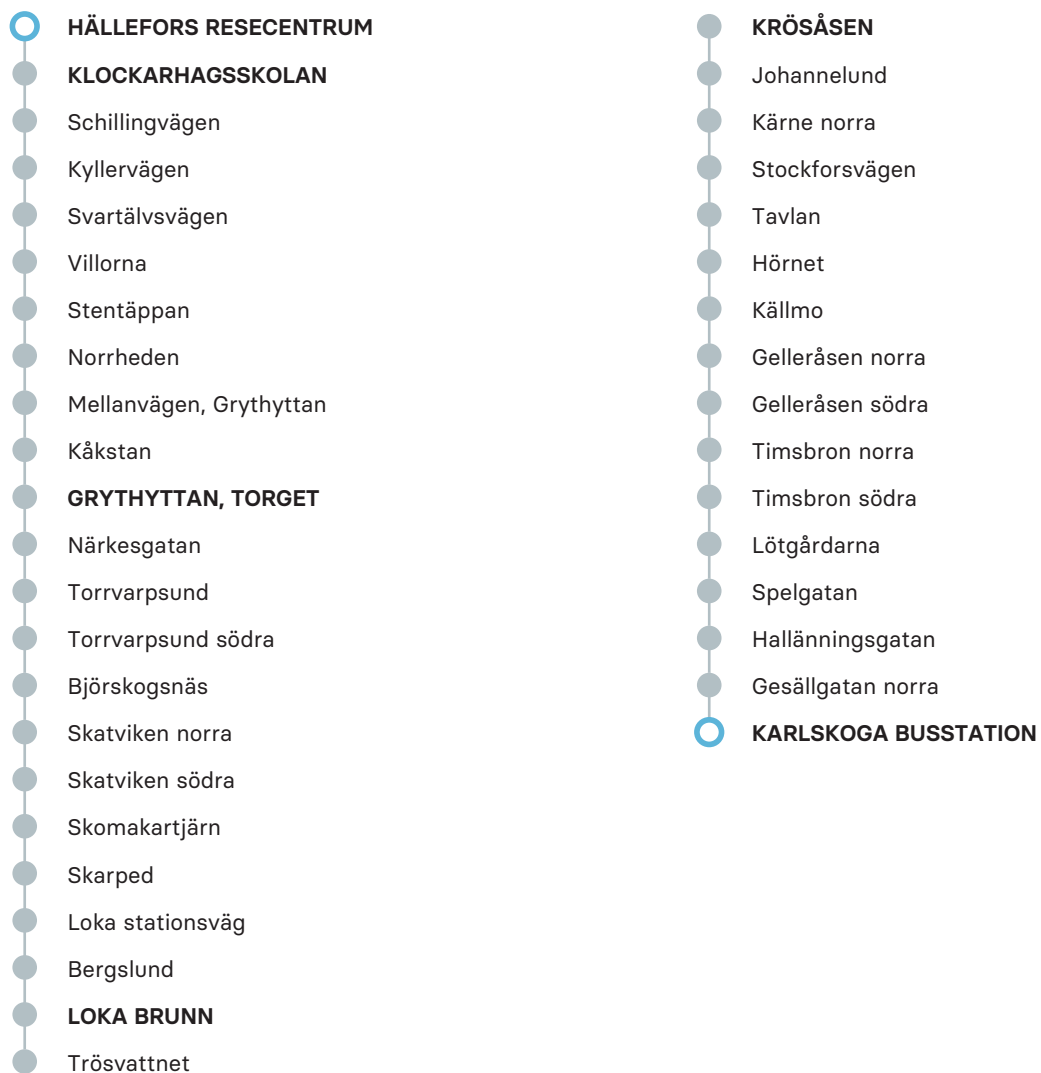 HÄLLEFORS RESECENTRUM
KLOCKARHAGSSKOLAN
Schillingvägen
Kyllervägen
Svartälvsvägen
Villorna
Stentäppan
Norrheden
Mellanvägen, Grythyttan
Kåkstan
GRYTHYTTAN, TORGET
Närkesgatan
Torrvarpsund
Torrvarpsund södra
Björskogsnäs
Skatviken norra
Skatviken södra
Skomakartjärn
Skarped
Loka stationsväg
Bergslund
LOKA BRUNN
Trösvattnet
KRÖSÅSEN
Johannelund
Kärne norra
Stockforsvägen
Tavlan
Hörnet
Källmo
Gelleråsen norra
Gelleråsen södra
Timsbron norra
Timsbron södra
Lötgårdarna
Spelgatan
Hallänningsgatan
Gesällgatan norra
KARLSKOGA BUSSTATION